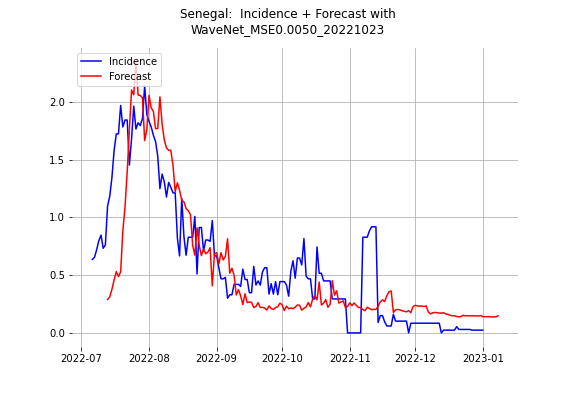 Senegal:  Incidence + Forecast with
WaveNet_MSE0.0050_20221023
Incidence
Forecast
2.0
1.5
1.0
0.5
0.0
2022-07 2022-08 2022-09 2022-10 2022-11 2022-12 2023-01